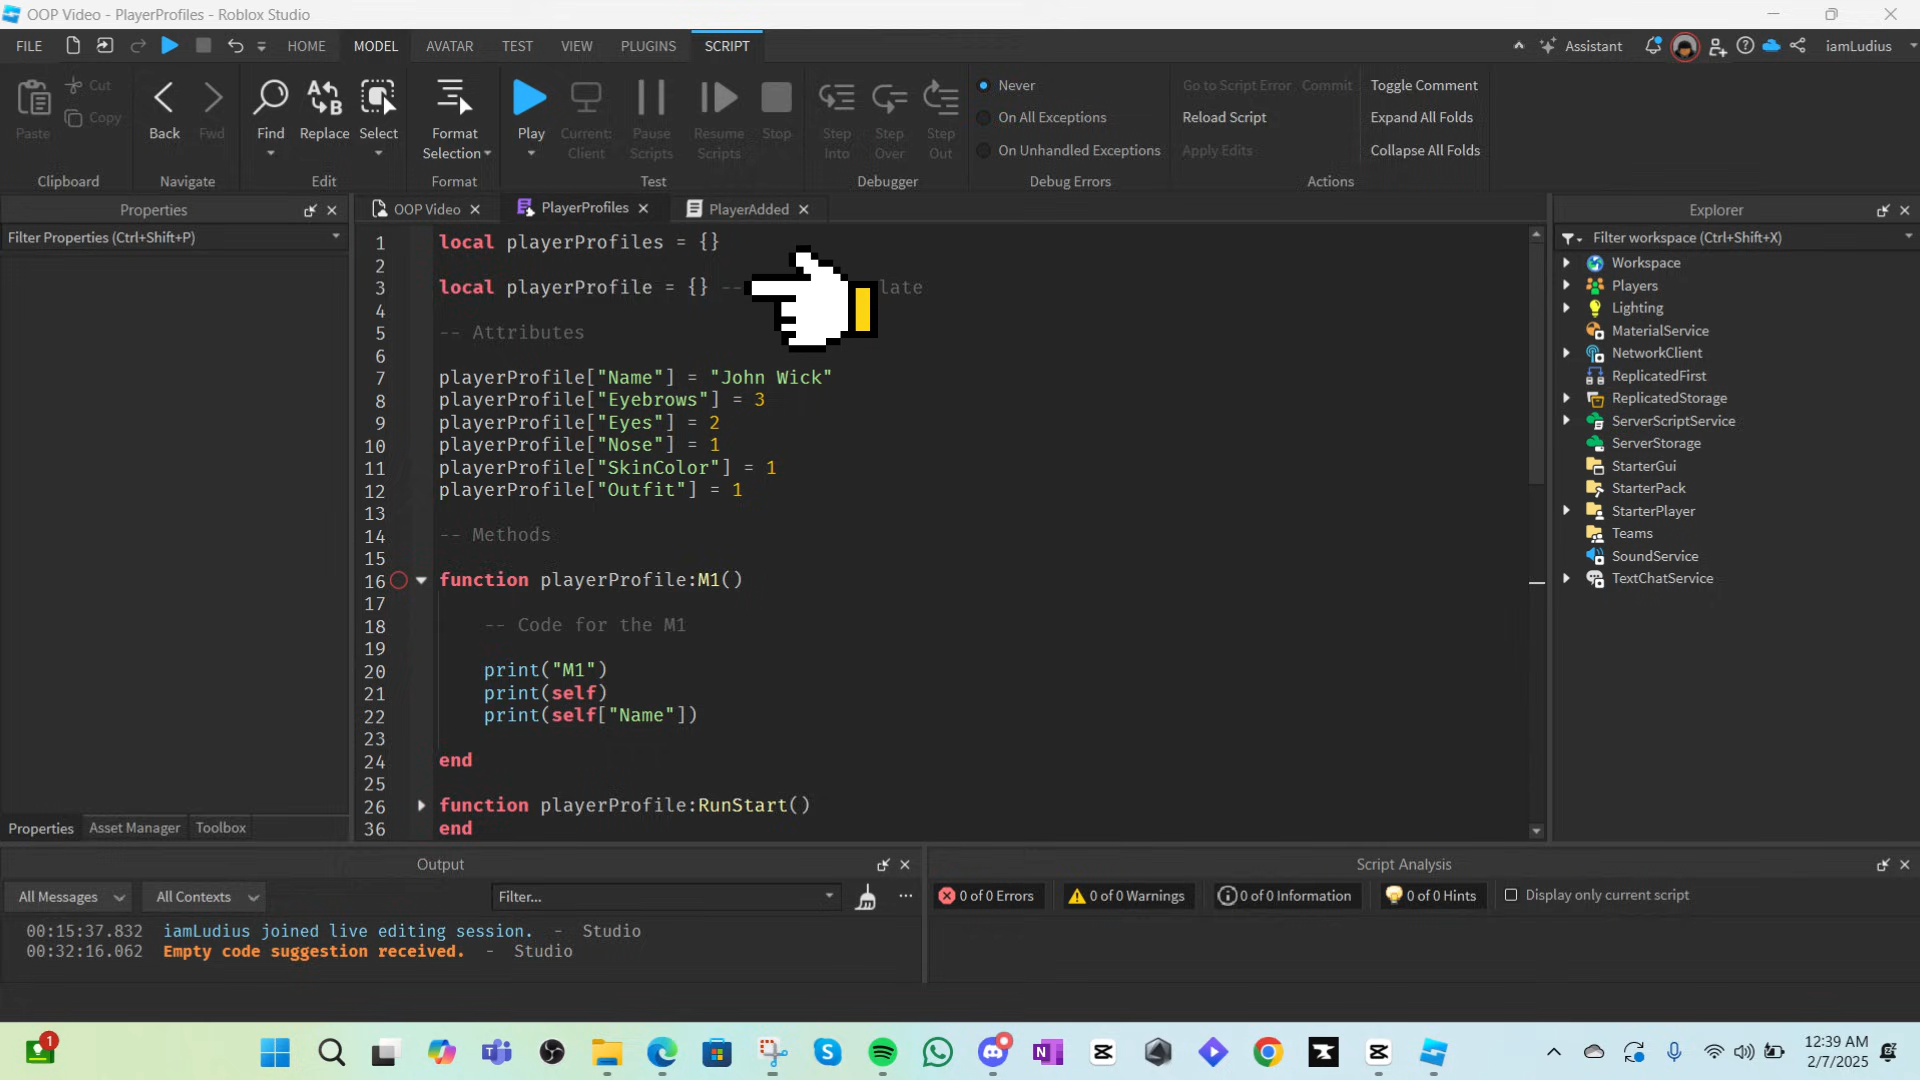 OOP Video - PlayerProfiles - Roblox Studio
FILE HOME MODEL AVATAR TEST VIEW PLUGINS SCRIPT Assistant iamLudius
Paste Cut Copy
Clipboard
Back Fwd
Navigate
Find Replace Select
Edit
Format Selection
Format
Play Current: Client Pause Scripts Resume Scripts Stop
Test
Step Into Step Over Step Out
Debugger
Never
On All Exceptions
On Unhandled Exceptions
Debug Errors
Go to Script Error Commit
Reload Script
Apply Edits
Toggle Comment
Expand All Folds
Collapse All Folds
Actions
Properties
Filter Properties (Ctrl+Shift+P)
Properties Asset Manager Toolbox
OOP Video PlayerProfiles PlayerAdded
1 local playerProfiles = {}
2
3 local playerProfile = {} -- late
4
5 -- Attributes
6
7 playerProfile["Name"] = "John Wick"
8 playerProfile["Eyebrows"] = 3
9 playerProfile["Eyes"] = 2
10 playerProfile["Nose"] = 1
11 playerProfile["SkinColor"] = 1
12 playerProfile["Outfit"] = 1
13
14 -- Methods
15
16 function playerProfile:M1()
17
18 -- Code for the M1
19
20 print("M1")
21 print(self)
22 print(self["Name"])
23
24 end
25
26 function playerProfile:RunStart()
36 end
Explorer
Filter workspace (Ctrl+Shift+X)
Workspace
Players
Lighting
MaterialService
NetworkClient
ReplicatedFirst
ReplicatedStorage
ServerScriptService
ServerStorage
StarterGui
StarterPack
StarterPlayer
Teams
SoundService
TextChatService
Output
All Messages All Contexts Filter...
00:15:37.832 iamLudius joined live editing session. - Studio
00:32:16.062 Empty code suggestion received. - Studio
Script Analysis
0 of 0 Errors 0 of 0 Warnings 0 of 0 Information 0 of 0 Hints Display only current script
1
12:39 AM
2/7/2025